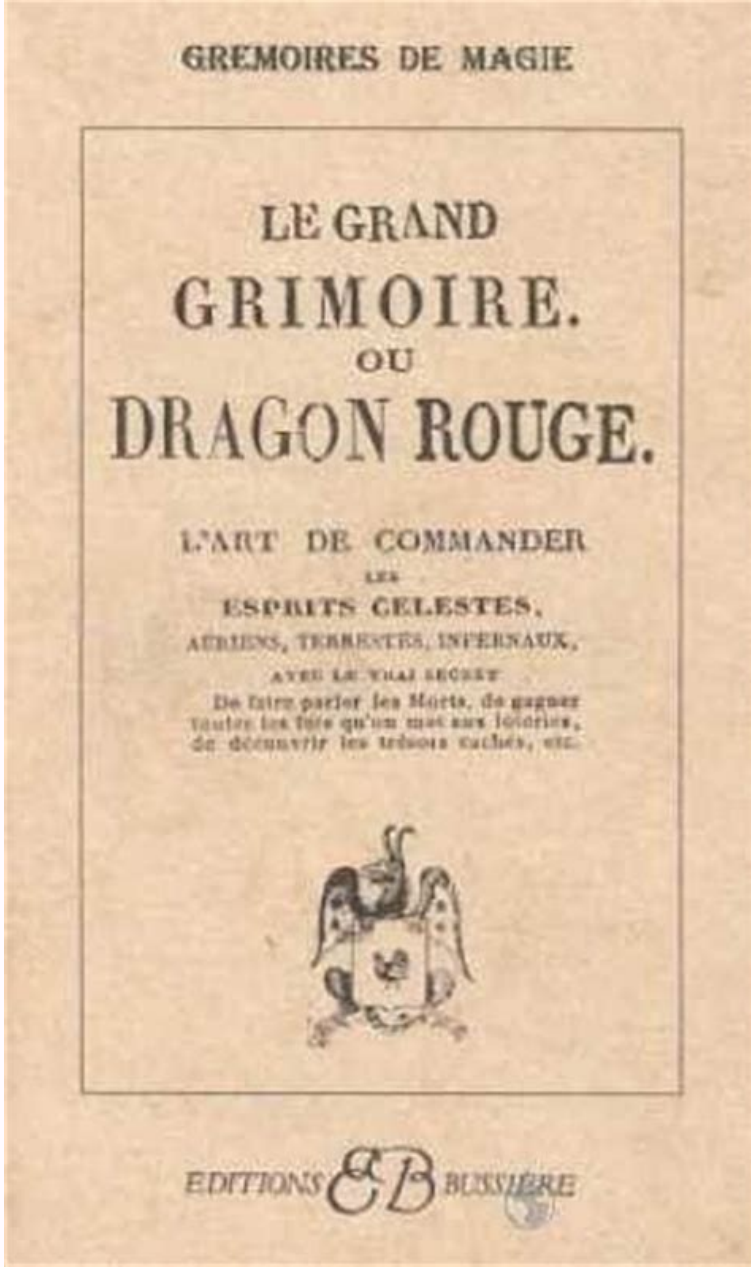 GREMOIRES DE MAGIE
LE GRAND
GRIMOIRE.
OU
DRAGON ROUGE.
L'ART DE COMMANDER
LES
ESPRITS CELESTES,
AERIENS, TERRESTES, INFERNAUX,
AVEC LE VRAI SECRET
De faire parler les Morts, de gagner
toutes les fois qu'on met aux loteries,
de découvrir les trésors cachés, etc.
EDITIONS EB BUSSIÈRE